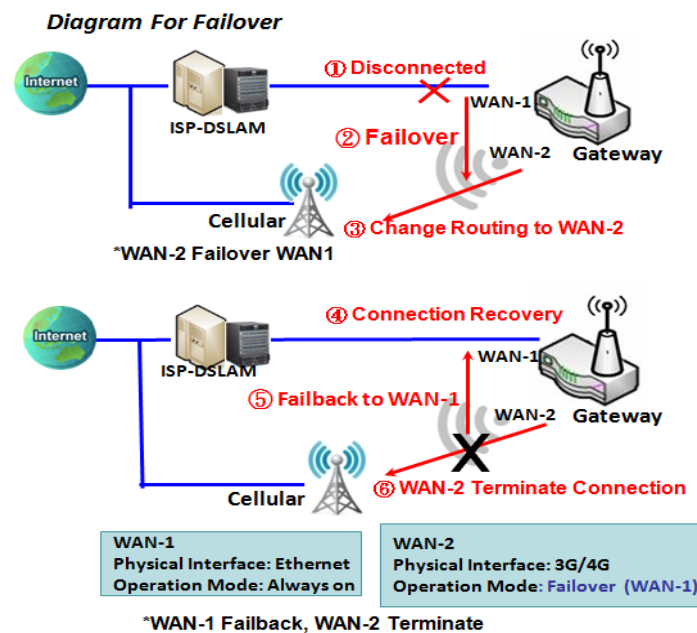 Diagram For Failover
Internet
ISP-DSLAM
① Disconnected
WAN-1
② Failover
WAN-2
Gateway
Cellular
③ Change Routing to WAN-2
*WAN-2 Failover WAN1
Internet
ISP-DSLAM
④ Connection Recovery
WAN-1
⑤ Failback to WAN-1
WAN-2
Gateway
Cellular
⑥ WAN-2 Terminate Connection
WAN-1
Physical Interface: Ethernet
Operation Mode: Always on
WAN-2
Physical Interface: 3G/4G
Operation Mode: Failover (WAN-1)
*WAN-1 Failback, WAN-2 Terminate